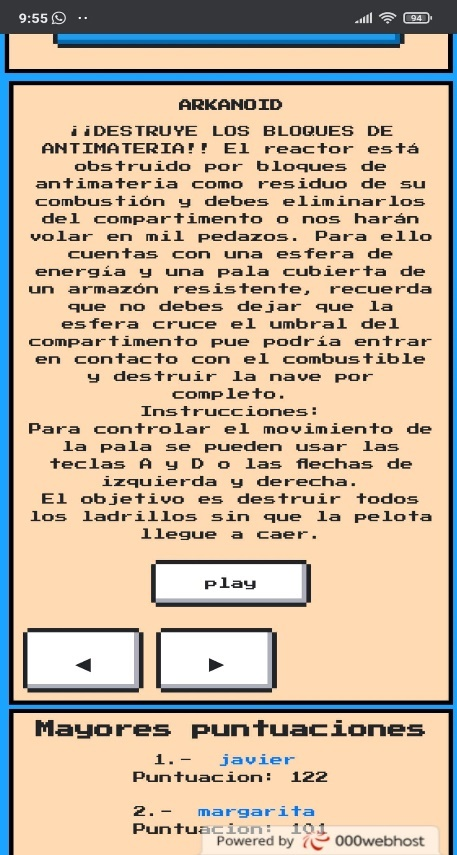 9:55
94
ARKANOID
¡¡DESTRUYE LOS BLOQUES DE
ANTIMATERIA!! El reactor está
obstruido por bloques de
antimateria como residuo de su
combustión y debes eliminarlos
del compartimento o nos harán
volar en mil pedazos. Para ello
cuentas con una esfera de
energía y una pala cubierta de
un armazón resistente, recuerda
que no debes dejar que la
esfera cruce el umbral del
compartimento pue podría entrar
en contacto con el combustible
y destruir la nave por
completo.
Instrucciones:
Para controlar el movimiento de
la pala se pueden usar las
teclas A y D o las flechas de
izquierda y derecha.
El objetivo es destruir todos
los ladrillos sin que la pelota
llegue a caer.
play
◄ ►
Mayores puntuaciones
1.- javier
Puntuacion: 122
2.- margarita
Puntuacion: 101
Powered by 000webhost